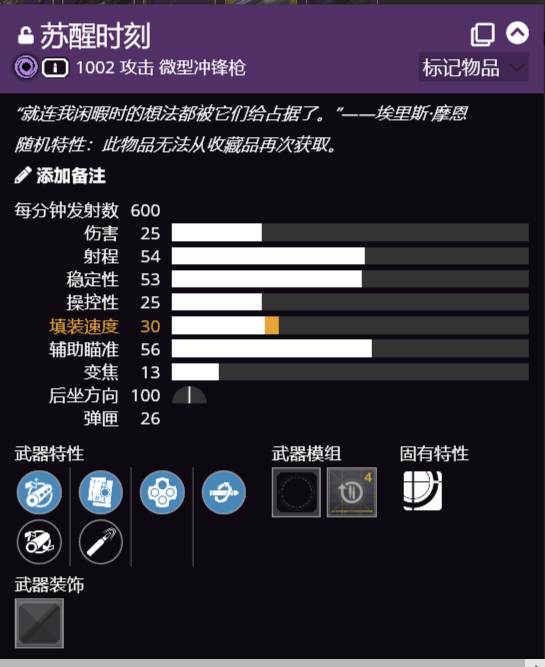 苏醒时刻
1002 攻击 微型冲锋枪
标记物品
“就连我闲暇时的想法都被它们给占据了。”——埃里斯·摩恩
随机特性：此物品无法从收藏品再次获取。
添加备注
每分钟发射数 600
伤害 25
射程 54
稳定性 53
操控性 25
填装速度 30
辅助瞄准 56
变焦 13
后坐方向 100
弹匣 26
武器特性 武器模组 固有特性
4
武器装饰